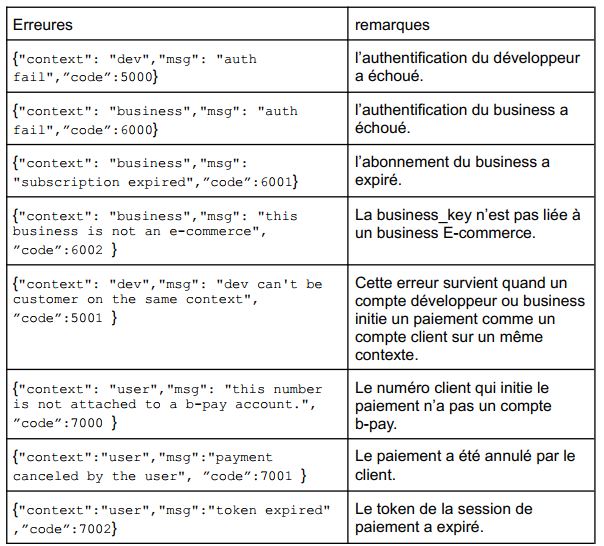 Erreures
remarques
{"context": "dev","msg": "auth
fail",”code”:5000}
l’authentification du développeur
a échoué.
{"context": "business","msg": "auth
fail",”code”:6000}
l’authentification du business a
échoué.
{"context": "business","msg":
"subscription expired",”code”:6001}
l’abonnement du business a
expiré.
{"context": "business","msg": "this
business is not an e-commerce",
”code”:6002 }
La business_key n’est pas liée à
un business E-commerce.
{"context": "dev","msg": "dev can't be
customer on the same context",
”code”:5001 }
Cette erreur survient quand un
compte développeur ou business
initie un paiement comme un
compte client sur un même
contexte.
{"context": "user","msg": "this number
is not attached to a b-pay account.",
”code”:7000 }
Le numéro client qui initie le
paiement n’a pas un compte
b-pay.
{"context":"user","msg":"payment
canceled by the user", ”code”:7001 }
Le paiement a été annulé par le
client.
{"context":"user","msg":"token expired"
,”code”:7002}
Le token de la session de
paiement a expiré.